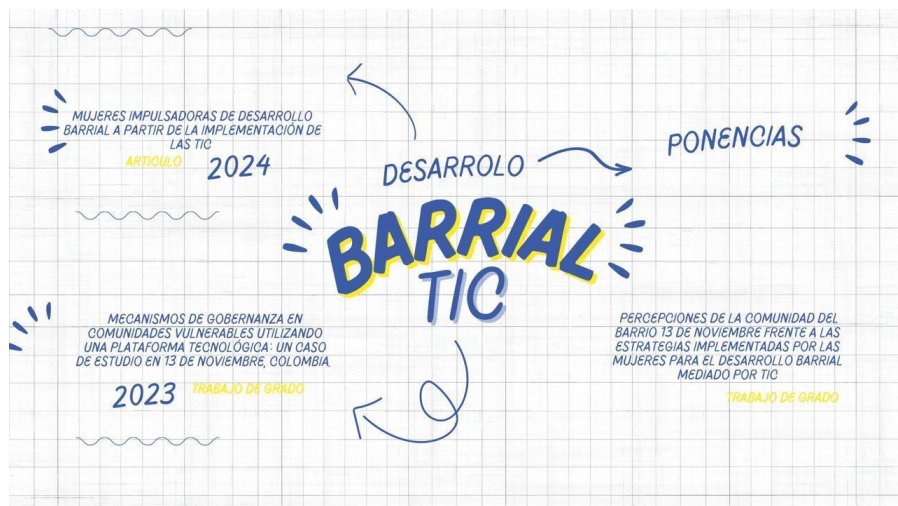 MUJERES IMPULSADORAS DE DESARROLLO
BARRIAL A PARTIR DE LA IMPLEMENTACIÓN DE
LAS TIC
ARTICULO
2024
DESARROLO
BARRIAL
TIC
PONENCIAS
MECANISMOS DE GOBERNANZA EN
COMUNIDADES VULNERABLES UTILIZANDO
UNA PLATAFORMA TECNOLÓGICA: UN CASO
DE ESTUDIO EN 13 DE NOVIEMBRE, COLOMBIA.
2023
TRABAJO DE GRADO
PERCEPCIONES DE LA COMUNIDAD DEL
BARRIO 13 DE NOVIEMBRE FRENTE A LAS
ESTRATEGIAS IMPLEMENTADAS POR LAS
MUJERES PARA EL DESARROLLO BARRIAL
MEDIADO POR TIC
TRABAJO DE GRADO